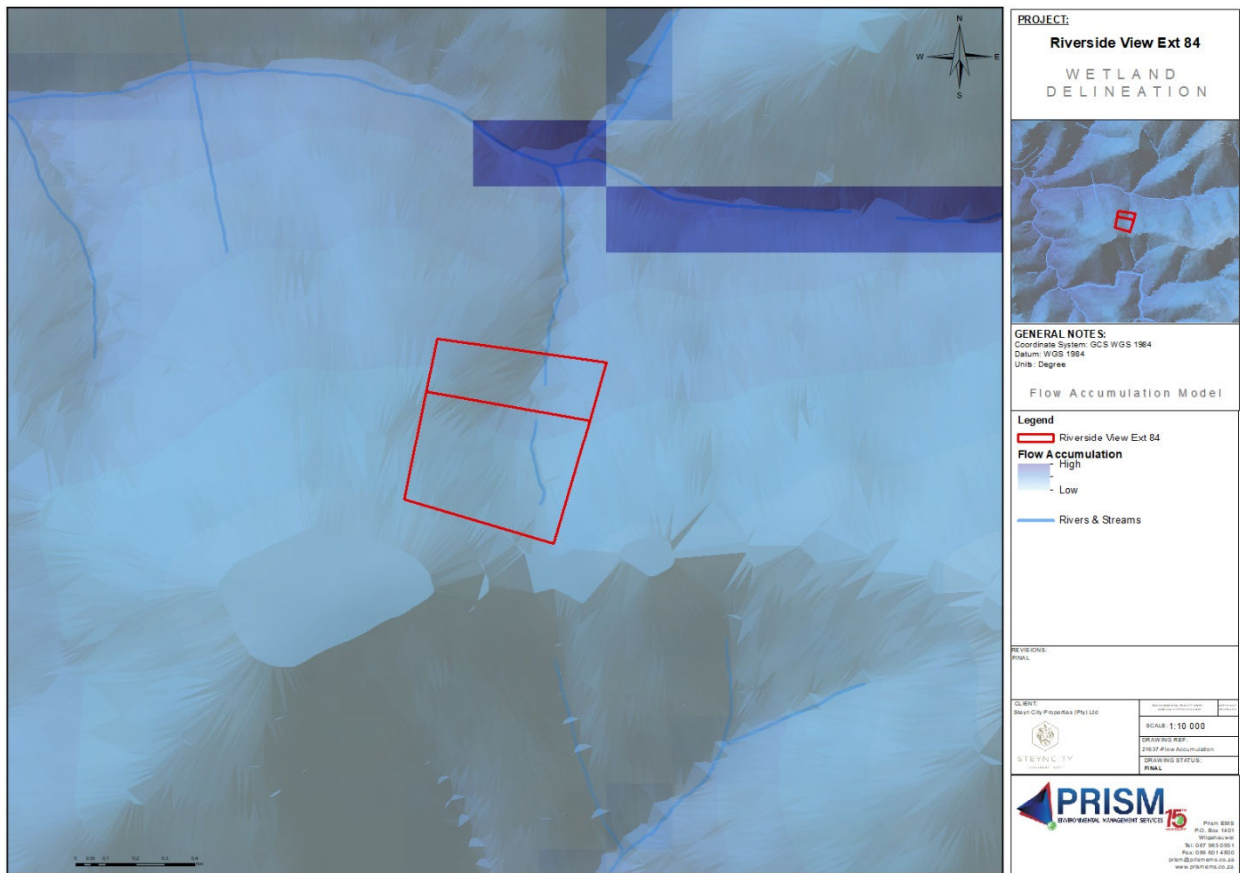 N
W
E
S
0 0,05 0,1 0,2 0,3 0,4
PROJECT:
Riverside View Ext 84
WETLAND
DELINEATION
GENERAL NOTES:
Coordinate System: GCS WGS 1984
Datum: WGS 1984
Units: Degree
Flow Accumulation Model
Legend
Riverside View Ext 84
Flow Accumulation
High
Low
Rivers & Streams
REVISIONS:
FINAL
CLIENT:
Steyn City Properties (Pty) Ltd
STEYN CITY
SCALE: 1:10 000
DRAWING REF:
21637-Flow Accumulation
DRAWING STATUS:
FINAL
PRISM
ENVIRONMENTAL MANAGEMENT SERVICES
15
Prism EMS
P.O. Box 1401
Wilgeheuwel
Tel: 087 985 0951
Fax: 086 601 4800
prism@prismems.co.za
www.prismems.co.za